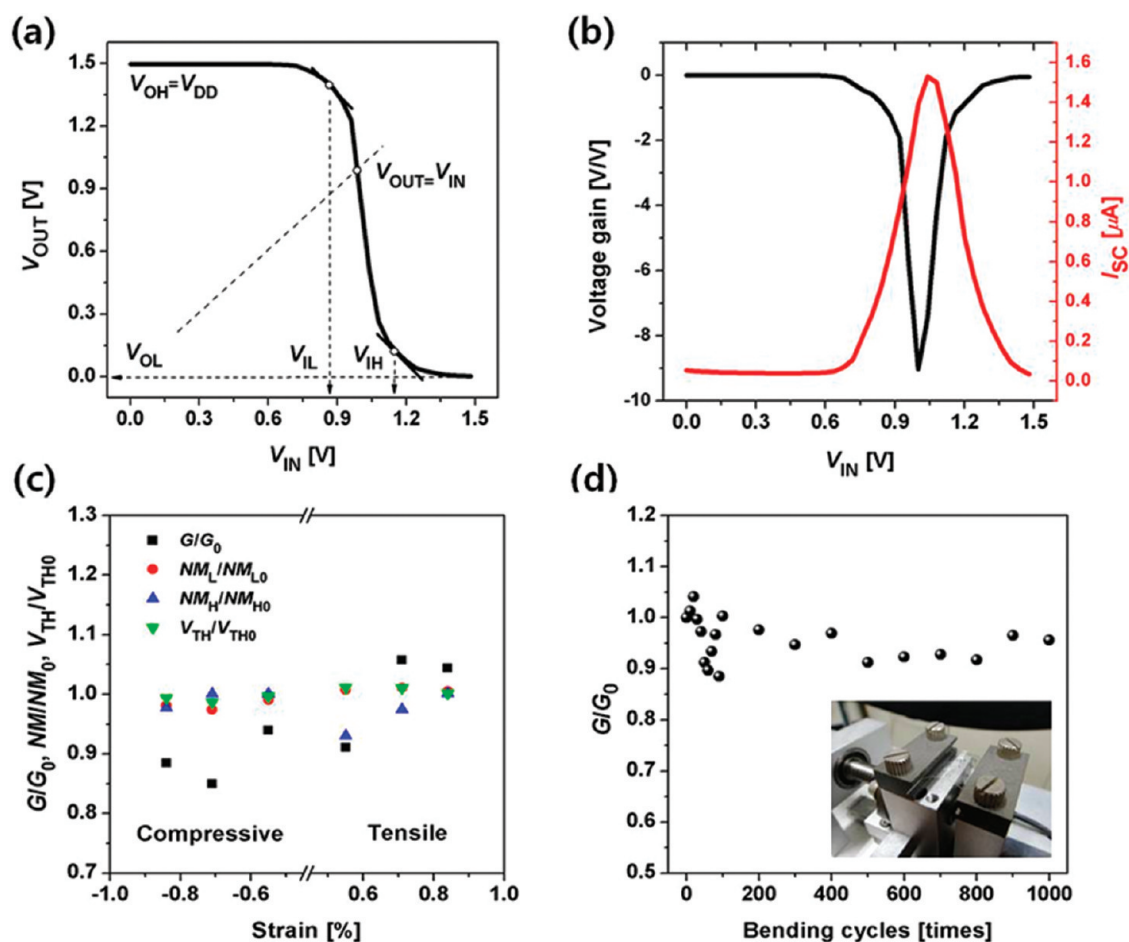 (a)
1.5
1.2
0.9
0.6
0.3
0.0
V_OUT [V]
V_OH=V_DD
V_OUT=V_IN
V_OL
V_IL
V_IH
0.0 0.3 0.6 0.9 1.2 1.5
V_IN [V]
(b)
0
-2
-4
-6
-8
-10
Voltage gain [V/V]
1.6
1.4
1.2
1.0
0.8
0.6
0.4
0.2
0.0
I_SC [μA]
0.0 0.3 0.6 0.9 1.2 1.5
V_IN [V]
(c)
1.3
1.2
1.1
1.0
0.9
0.8
0.7
G/G_0, NM/NM_0, V_TH/V_TH0
G/G_0
NM_L/NM_L0
NM_H/NM_H0
V_TH/V_TH0
Compressive Tensile
-1.0 -0.8 -0.6 0.6 0.8 1.0
Strain [%]
(d)
1.2
1.1
1.0
0.9
0.8
0.7
0.6
0.5
G/G_0
0 200 400 600 800 1000
Bending cycles [times]